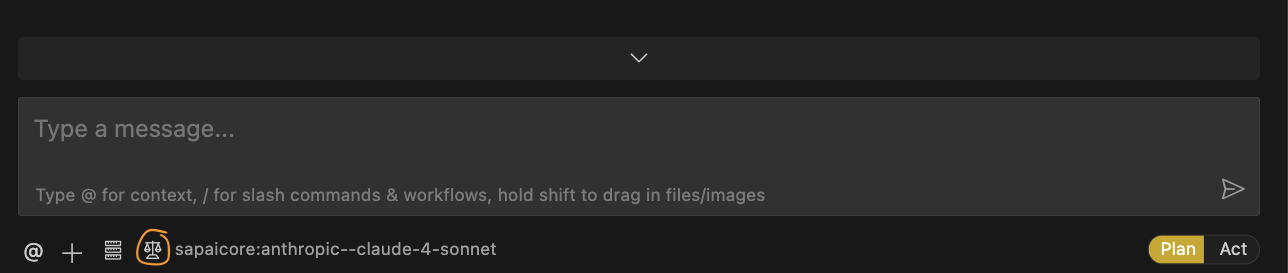 Type a message...
Type @ for context, / for slash commands & workflows, hold shift to drag in files/images
@ sapaicore:anthropic--claude-4-sonnet Plan Act